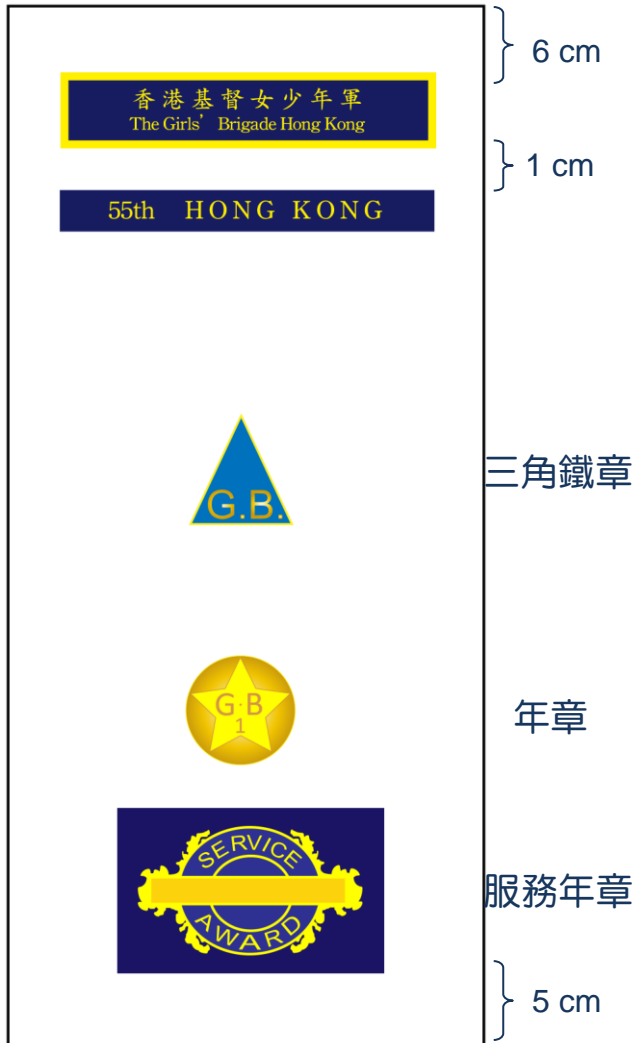 6 cm
香港基督女少年軍
The Girls’ Brigade Hong Kong
1 cm
55th HONG KONG
三角鐵章
G.B.
G·B
1
年章
SERVICE
AWARD
服務年章
5 cm